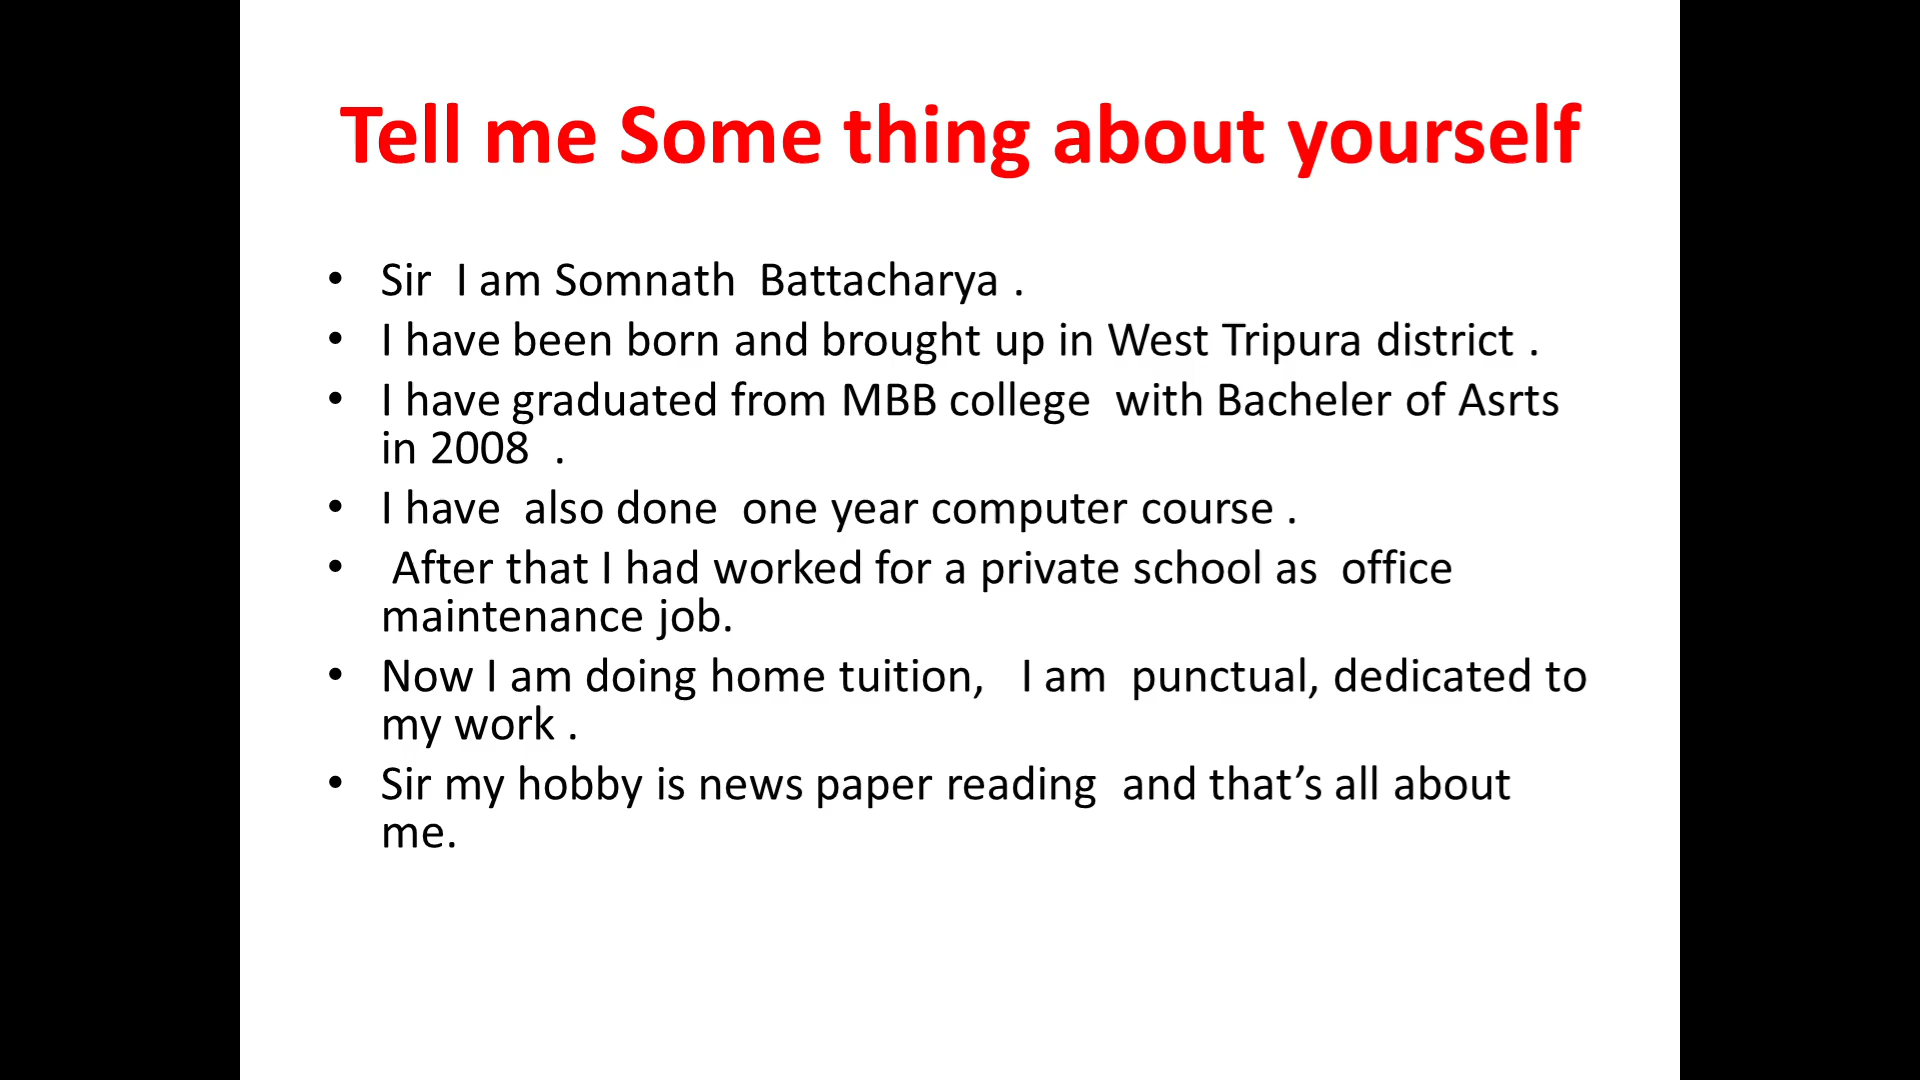 Tell me Some thing about yourself
• Sir I am Somnath Battacharya .
• I have been born and brought up in West Tripura district .
• I have graduated from MBB college with Bacheler of Asrts
in 2008 .
• I have also done one year computer course .
• After that I had worked for a private school as office
maintenance job.
• Now I am doing home tuition, I am punctual, dedicated to
my work .
• Sir my hobby is news paper reading and that’s all about
me.